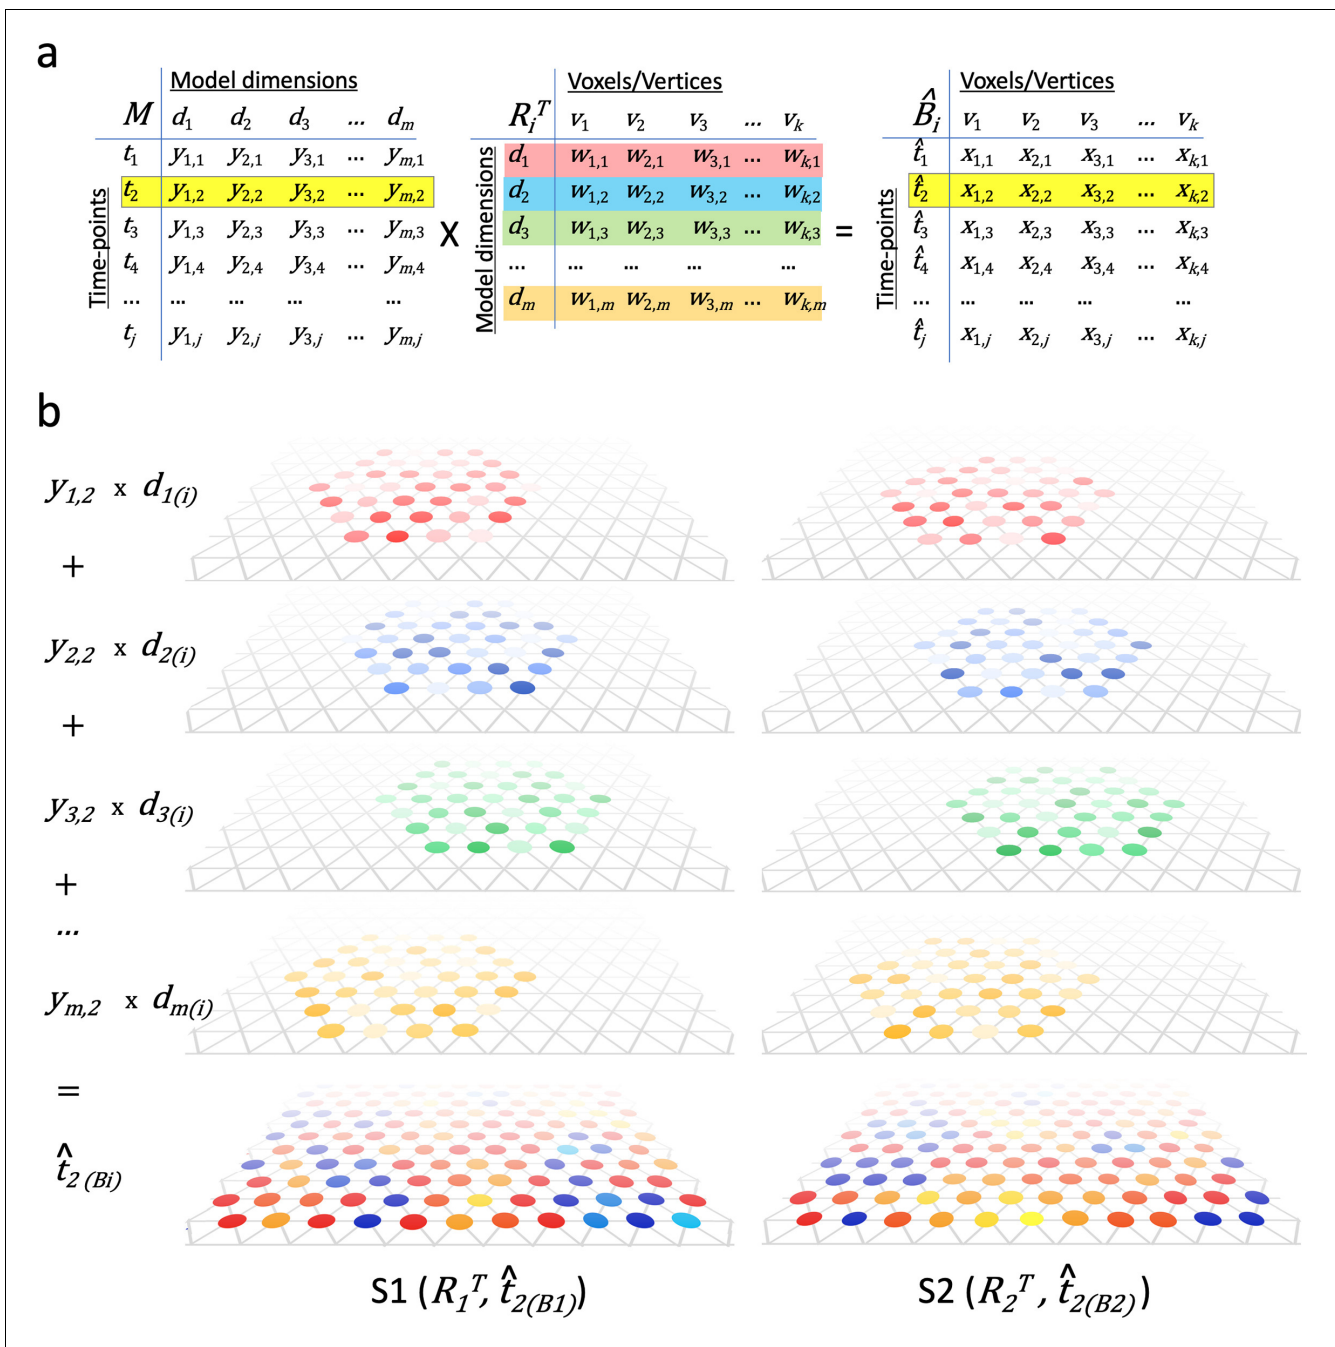 a
Model dimensions Voxels/Vertices Voxels/Vertices
M d1 d2 d3 ... dm RiT v1 v2 v3 ... vk B̂i v1 v2 v3 ... vk
t1 y1,1 y2,1 y3,1 ... ym,1 d1 w1,1 w2,1 w3,1 ... wk,1 t̂1 x1,1 x2,1 x3,1 ... xk,1
t2 y1,2 y2,2 y3,2 ... ym,2 d2 w1,2 w2,2 w3,2 ... wk,2 t̂2 x1,2 x2,2 x3,2 ... xk,2
t3 y1,3 y2,3 y3,3 ... ym,3 X d3 w1,3 w2,3 w3,3 ... wk,3 = t̂3 x1,3 x2,3 x3,3 ... xk,3
t4 y1,4 y2,4 y3,4 ... ym,4 ... ... ... ... ... t̂4 x1,4 x2,4 x3,4 ... xk,4
... ... ... ... ... dm w1,m w2,m w3,m ... wk,m ... ... ... ... ...
tj y1,j y2,j y3,j ... ym,j t̂j x1,j x2,j x3,j ... xk,j
Time-points
Model dimensions
Time-points
b
y1,2 x d1(i)
+
y2,2 x d2(i)
+
y3,2 x d3(i)
+
...
ym,2 x dm(i)
=
t̂2 (Bi)
S1 (R1T, t̂2(B1)) S2 (R2T , t̂2(B2))